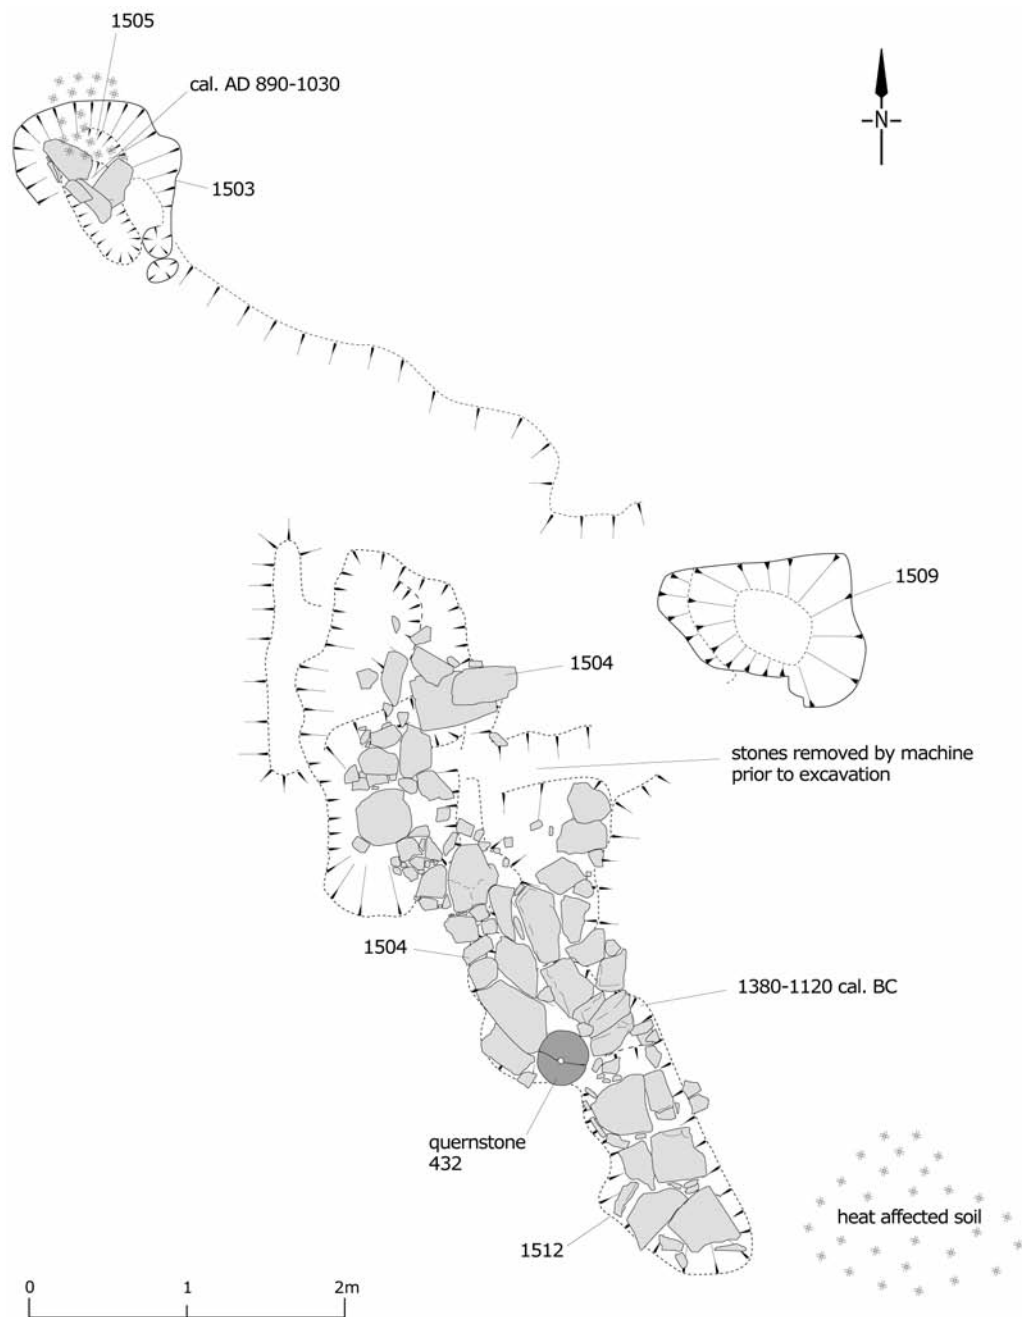 1505
cal. AD 890-1030
N
1503
1509
1504
stones removed by machine
prior to excavation
1504
1380-1120 cal. BC
quernstone
432
heat affected soil
1512
0 1 2m